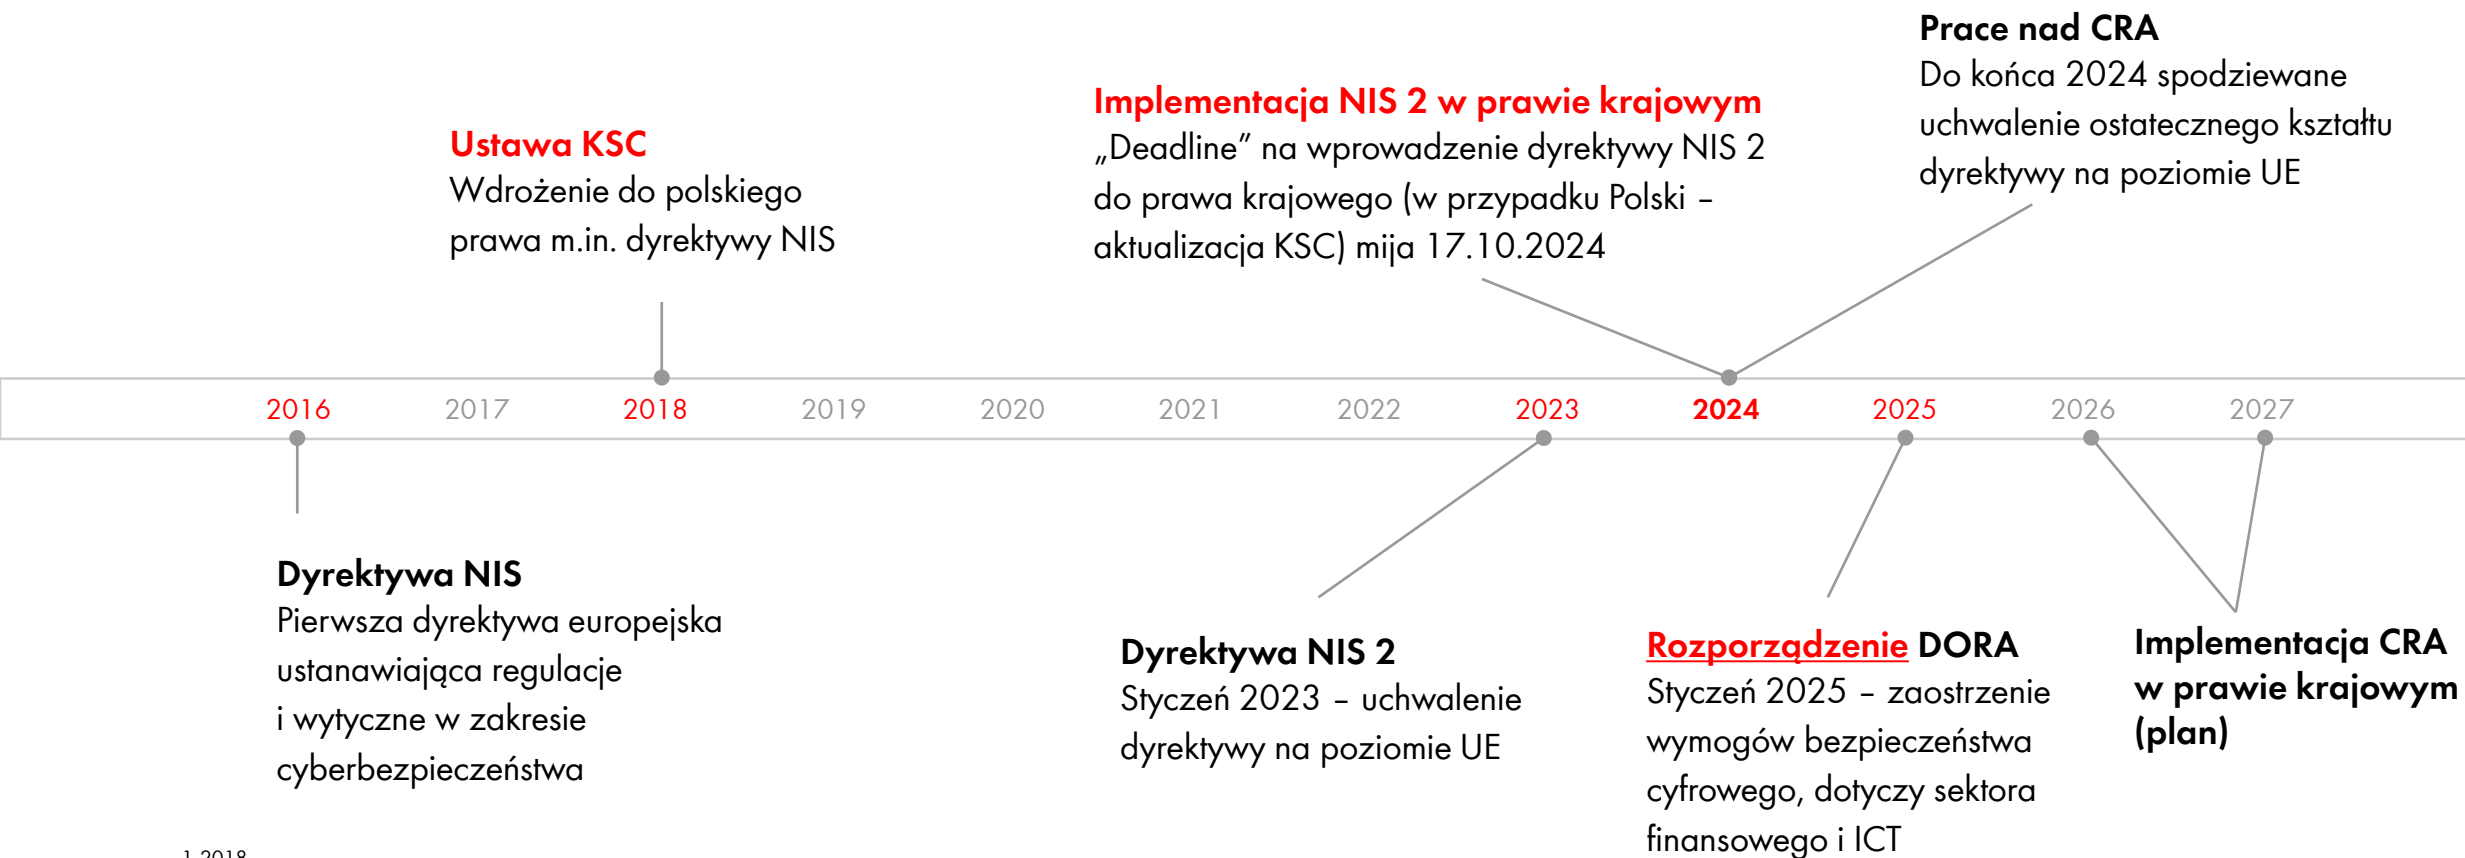 Prace nad CRA
Do końca 2024 spodziewane
uchwalenie ostatecznego kształtu
dyrektywy na poziomie UE
Implementacja NIS 2 w prawie krajowym
„Deadline” na wprowadzenie dyrektywy NIS 2
do prawa krajowego (w przypadku Polski –
aktualizacja KSC) mija 17.10.2024
Ustawa KSC
Wdrożenie do polskiego
prawa m.in. dyrektywy NIS
2016 2017 2018 2019 2020 2021 2022 2023 2024 2025 2026 2027
Dyrektywa NIS
Pierwsza dyrektywa europejska
ustanawiająca regulacje
i wytyczne w zakresie
cyberbezpieczeństwa
Dyrektywa NIS 2
Styczeń 2023 – uchwalenie
dyrektywy na poziomie UE
Rozporządzenie DORA
Styczeń 2025 – zaostrzenie
wymogów bezpieczeństwa
cyfrowego, dotyczy sektora
finansowego i ICT
Implementacja CRA
w prawie krajowym
(plan)